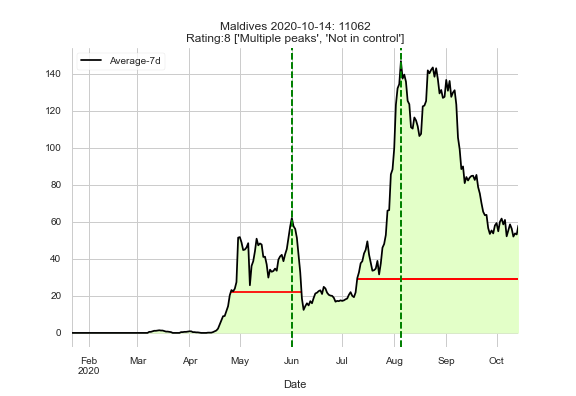 Maldives 2020-10-14: 11062
Rating:8 ['Multiple peaks', 'Not in control']
Average-7d
140
120
100
80
60
40
20
0
Feb Mar Apr May Jun Jul Aug Sep Oct
2020
Date